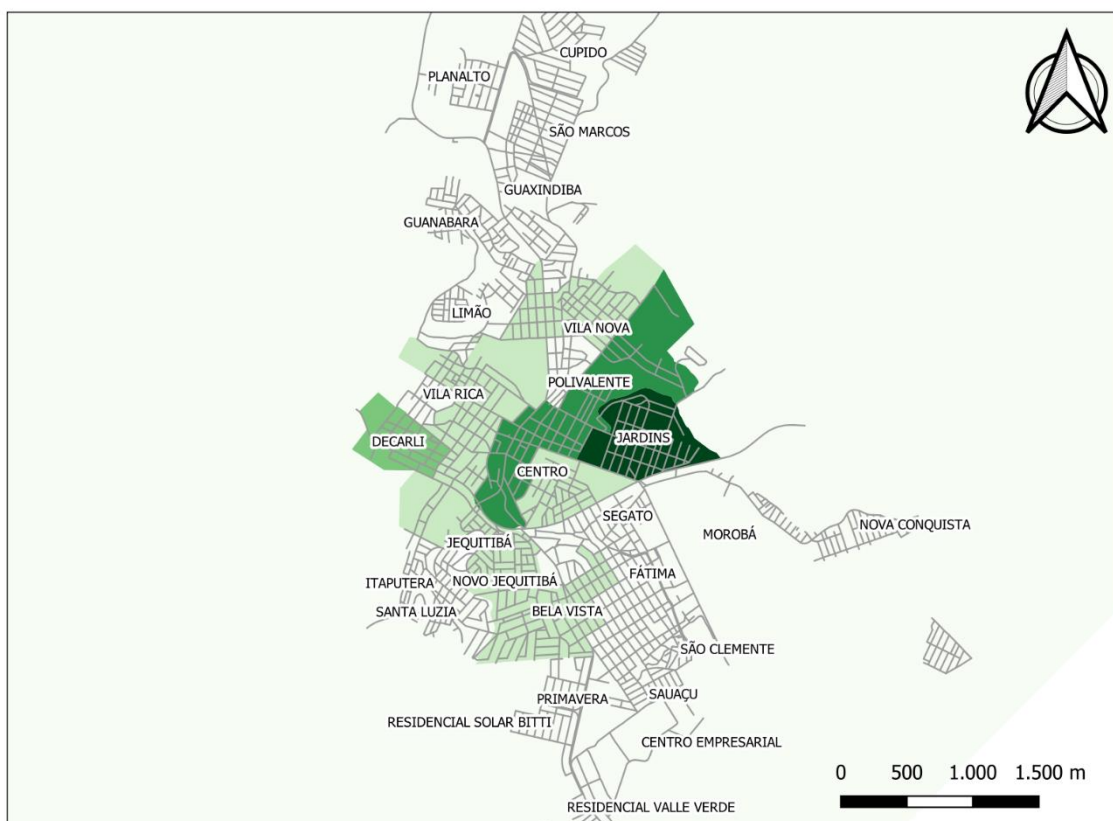 CUPIDO
PLANALTO
SÃO MARCOS
GUAXINDIBA
GUANABARA
LIMÃO
VILA NOVA
POLIVALENTE
VILA RICA
DECARLI
JARDINS
CENTRO
SEGATO
NOVA CONQUISTA
MOROBÁ
JEQUITIBÁ
FÁTIMA
ITAPUTERA
NOVO JEQUITIBÁ
SANTA LUZIA
BELA VISTA
SÃO CLEMENTE
PRIMAVERA
SAUAÇU
RESIDENCIAL SOLAR BITTI
CENTRO EMPRESARIAL
0 500 1.000 1.500 m
RESIDENCIAL VALLE VERDE